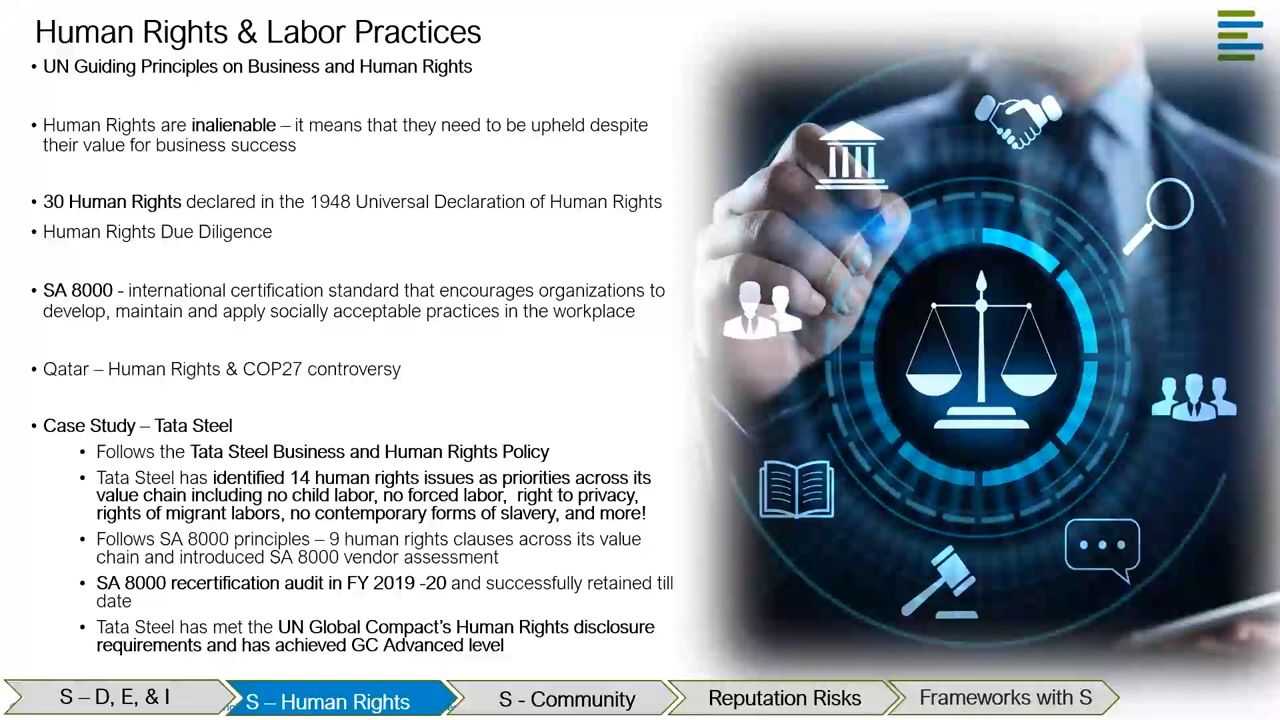 Human Rights & Labor Practices
• UN Guiding Principles on Business and Human Rights
• Human Rights are inalienable – it means that they need to be upheld despite
their value for business success
• 30 Human Rights declared in the 1948 Universal Declaration of Human Rights
• Human Rights Due Diligence
• SA 8000 - international certification standard that encourages organizations to
develop, maintain and apply socially acceptable practices in the workplace
• Qatar – Human Rights & COP27 controversy
• Case Study – Tata Steel
• Follows the Tata Steel Business and Human Rights Policy
• Tata Steel has identified 14 human rights issues as priorities across its
value chain including no child labor, no forced labor, right to privacy,
rights of migrant labors, no contemporary forms of slavery, and more!
• Follows SA 8000 principles – 9 human rights clauses across its value
chain and introduced SA 8000 vendor assessment
• SA 8000 recertification audit in FY 2019 -20 and successfully retained till
date
• Tata Steel has met the UN Global Compact's Human Rights disclosure
requirements and has achieved GC Advanced level
S – D, E, & I
S – Human Rights
S - Community
Reputation Risks
Frameworks with S